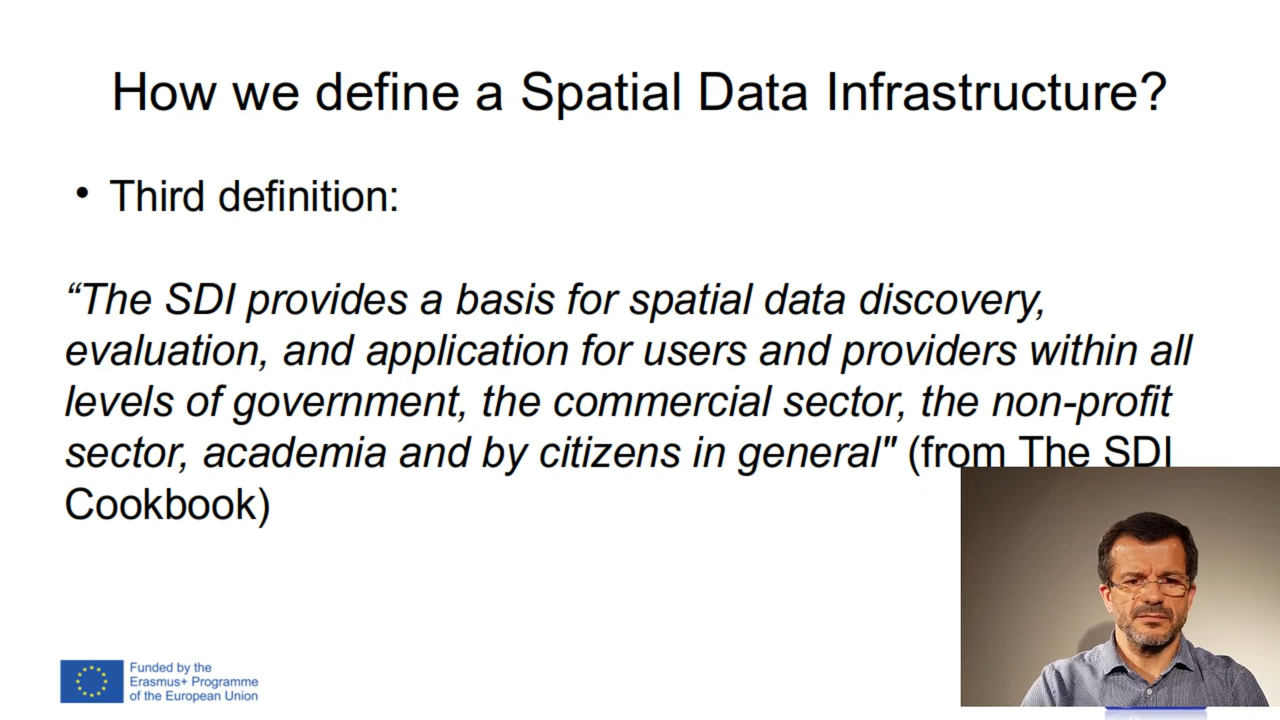 How we define a Spatial Data Infrastructure?
• Third definition:
“The SDI provides a basis for spatial data discovery,
evaluation, and application for users and providers within all
levels of government, the commercial sector, the non-profit
sector, academia and by citizens in general" (from The SDI
Cookbook)
Funded by the
Erasmus+ Programme
of the European Union